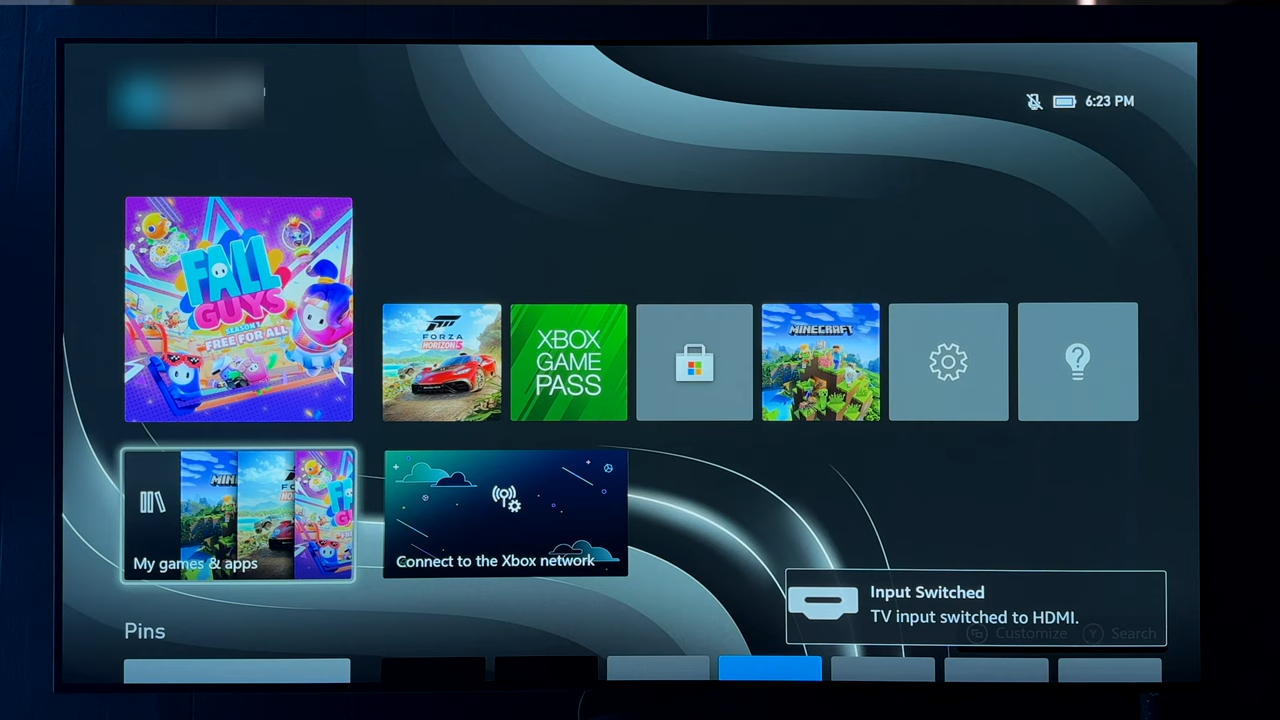 6:23 PM
FALL
GUYS
SEASON 1
FREE FOR ALL
FORZA
HORIZON 5
XBOX
GAME
PASS
MINECRAFT
My games & apps
Connect to the Xbox network
Input Switched
TV input switched to HDMI.
Customize
Y
Search
Pins